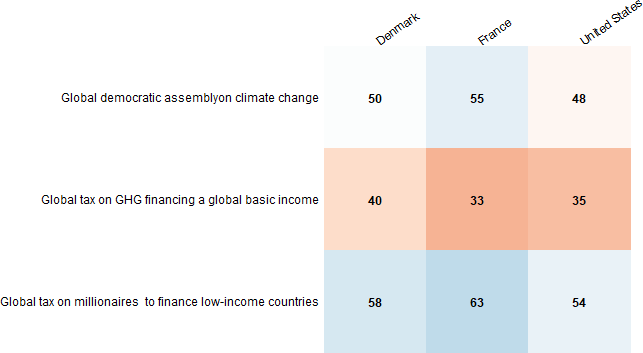 Denmark France United States
Global democratic assemblyon climate change 50 55 48
Global tax on GHG financing a global basic income 40 33 35
Global tax on millionaires  to finance low-income countries 58 63 54